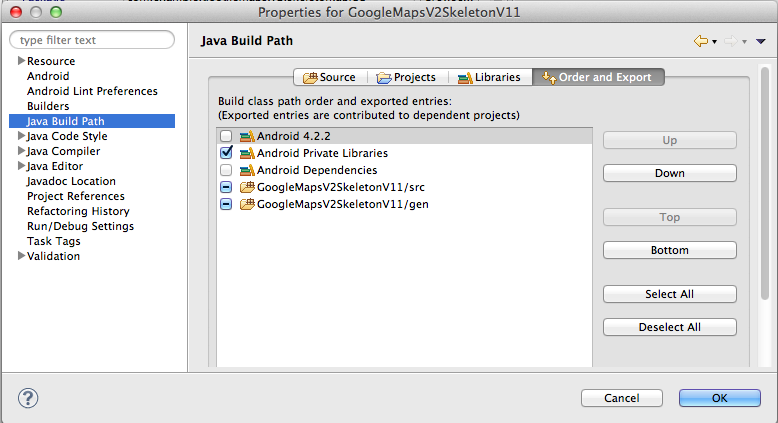 Properties for GoogleMapsV2SkeletonV11
type filter text
Resource
Android
Android Lint Preferences
Builders
Java Build Path
Java Code Style
Java Compiler
Java Editor
Javadoc Location
Project References
Refactoring History
Run/Debug Settings
Task Tags
Validation
Java Build Path
Source Projects Libraries Order and Export
Build class path order and exported entries:
(Exported entries are contributed to dependent projects)
Android 4.2.2
Android Private Libraries
Android Dependencies
GoogleMapsV2SkeletonV11/src
GoogleMapsV2SkeletonV11/gen
Up
Down
Top
Bottom
Select All
Deselect All
?
Cancel OK